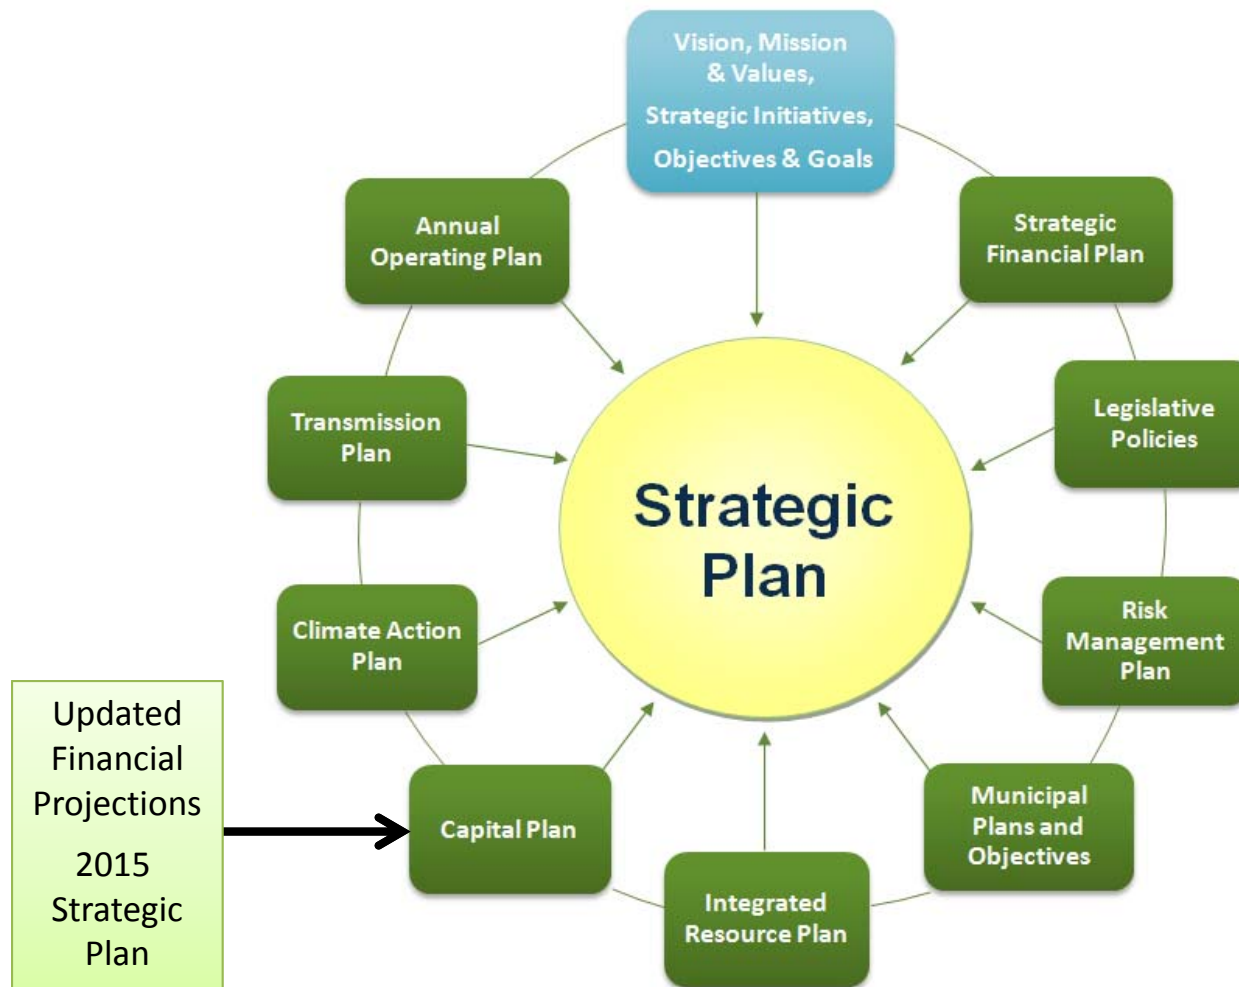 Vision, Mission
& Values,
Strategic Initiatives,
Objectives & Goals
Annual
Operating Plan
Strategic
Financial Plan
Transmission
Plan
Legislative
Policies
Strategic
Plan
Climate Action
Plan
Risk
Management
Plan
Updated
Financial
Projections
2015
Strategic
Plan
Capital Plan
Municipal
Plans and
Objectives
Integrated
Resource Plan